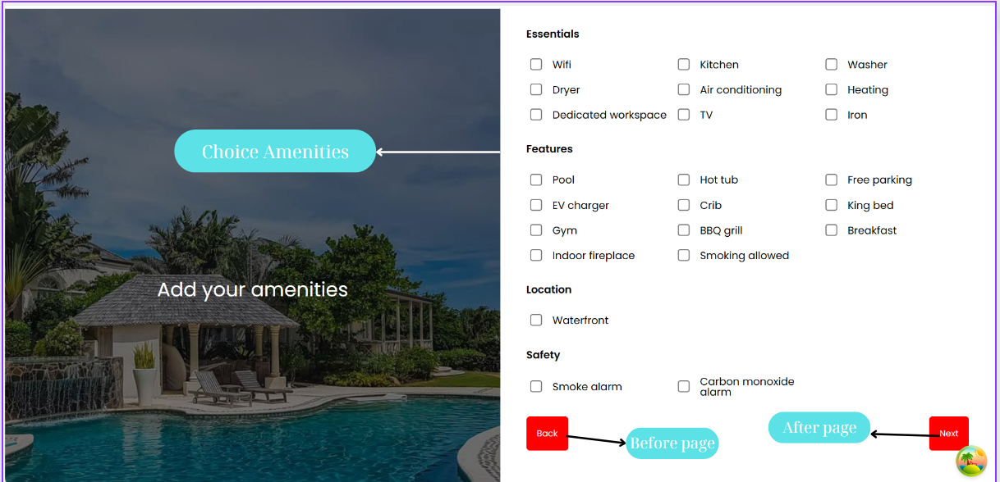 Choice Amenities
Add your amenities
Essentials
Wifi Kitchen Washer
Dryer Air conditioning Heating
Dedicated workspace TV Iron
Features
Pool Hot tub Free parking
EV charger Crib King bed
Gym BBQ grill Breakfast
Indoor fireplace Smoking allowed
Location
Waterfront
Safety
Smoke alarm Carbon monoxide
alarm
Back Before page After page Next